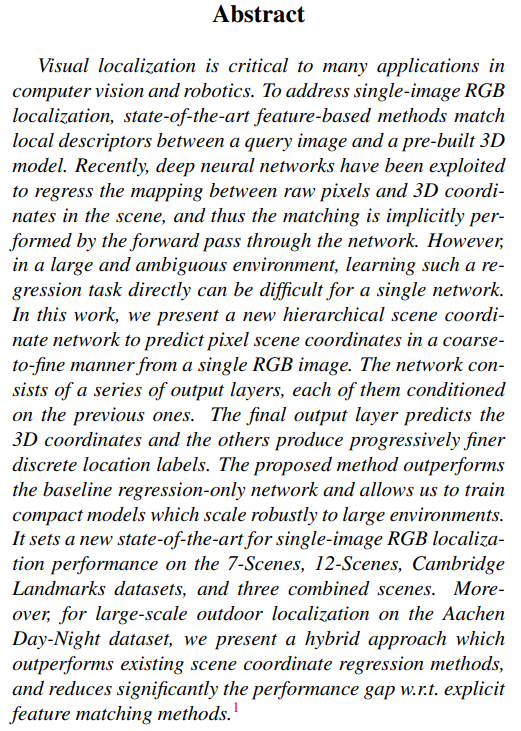 Abstract
Visual localization is critical to many applications in
computer vision and robotics. To address single-image RGB
localization, state-of-the-art feature-based methods match
local descriptors between a query image and a pre-built 3D
model. Recently, deep neural networks have been exploited
to regress the mapping between raw pixels and 3D coordi-
nates in the scene, and thus the matching is implicitly per-
formed by the forward pass through the network. However,
in a large and ambiguous environment, learning such a re-
gression task directly can be difficult for a single network.
In this work, we present a new hierarchical scene coordi-
nate network to predict pixel scene coordinates in a coarse-
to-fine manner from a single RGB image. The network con-
sists of a series of output layers, each of them conditioned
on the previous ones. The final output layer predicts the
3D coordinates and the others produce progressively finer
discrete location labels. The proposed method outperforms
the baseline regression-only network and allows us to train
compact models which scale robustly to large environments.
It sets a new state-of-the-art for single-image RGB localiza-
tion performance on the 7-Scenes, 12-Scenes, Cambridge
Landmarks datasets, and three combined scenes. More-
over, for large-scale outdoor localization on the Aachen
Day-Night dataset, we present a hybrid approach which
outperforms existing scene coordinate regression methods,
and reduces significantly the performance gap w.r.t. explicit
feature matching methods.1